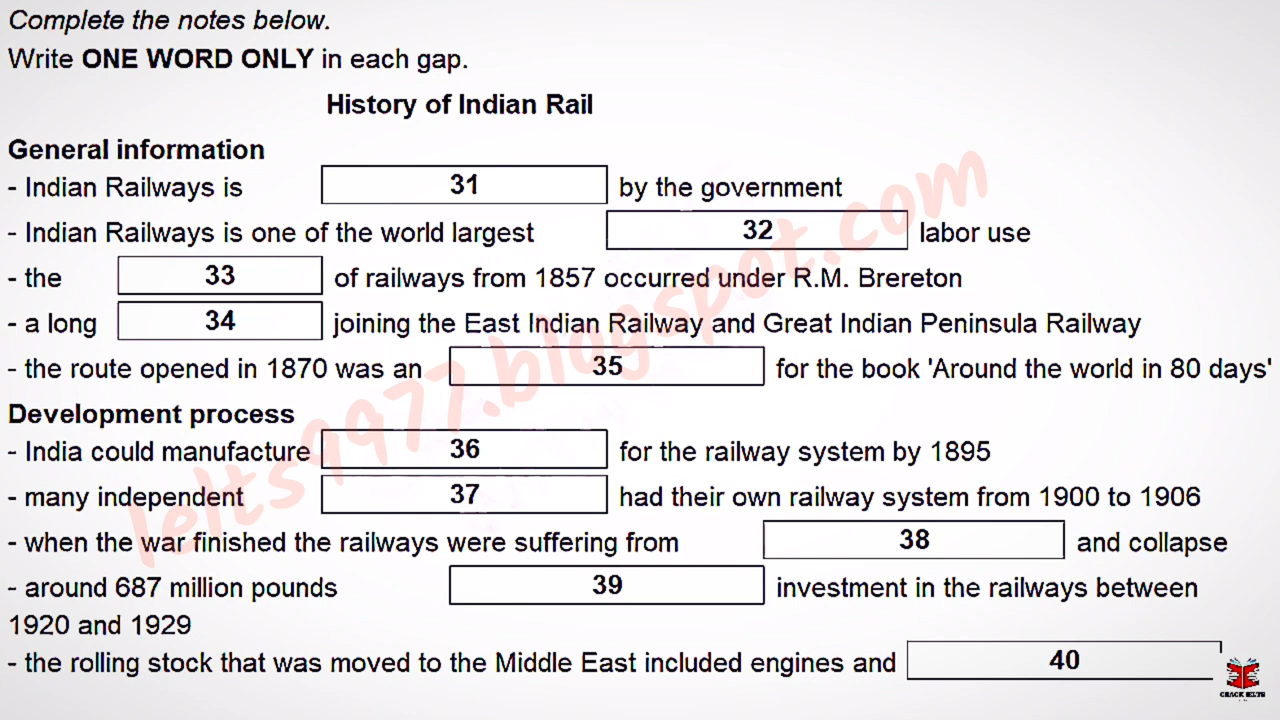 Complete the notes below.
Write ONE WORD ONLY in each gap.
History of Indian Rail
General information
- Indian Railways is 31 by the government
- Indian Railways is one of the world largest 32 labor use
- the 33 of railways from 1857 occurred under R.M. Brereton
- a long 34 joining the East Indian Railway and Great Indian Peninsula Railway
- the route opened in 1870 was an 35 for the book 'Around the world in 80 days'
Development process
- India could manufacture 36 for the railway system by 1895
- many independent 37 had their own railway system from 1900 to 1906
- when the war finished the railways were suffering from 38 and collapse
- around 687 million pounds 39 investment in the railways between
1920 and 1929
- the rolling stock that was moved to the Middle East included engines and 40
Ielts9977.blogspot.com
CRACK IELTS